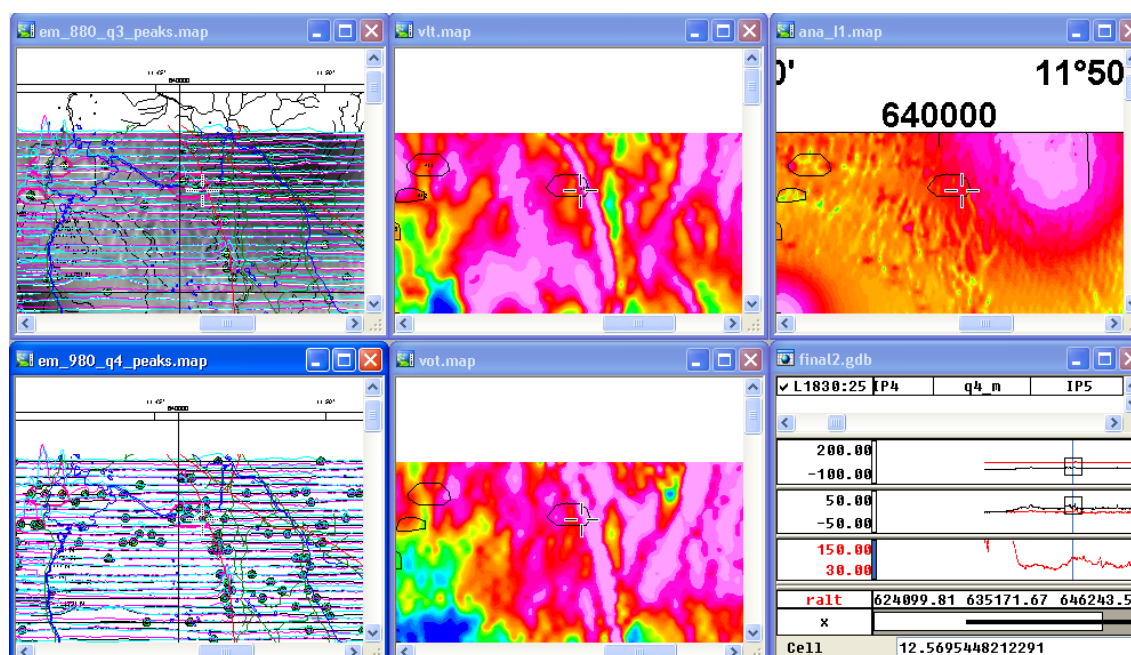 em_880_q3_peaks.map
640000
vlt.map
ana_l1.map
0' 11°50
640000
em_980_q4_peaks.map
640000
vot.map
final2.gdb
L1830:25 IP4 q4_m IP5
200.00
-100.00
50.00
-50.00
150.00
30.00
ralt 624099.81 635171.67 646243.5
x
Cell 12.5695448212291